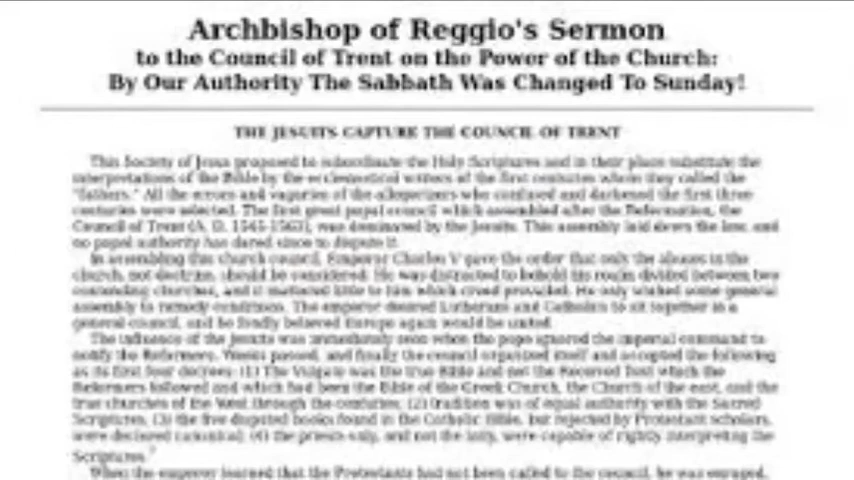 Archbishop of Reggio's Sermon
to the Council of Trent on the Power of the Church:
By Our Authority The Sabbath Was Changed To Sunday!
THE JESUITS CAPTURE THE COUNCIL OF TRENT
This Society of Jesus proposed to subordinate the Holy Scriptures and in their place substitute the
interpretations of the Bible by the ecclesiastical writers of the first centuries whom they called the
"fathers." All the errors and vagaries of the allegorizers who confused and darkened the first three
centuries were selected. The first great papal council which assembled after the Reformation, the
Council of Trent (A. D. 1545-1563), was dominated by the Jesuits. This assembly laid down the law, and
no papal authority has dared since to dispute it.
In assembling this church council, Emperor Charles V gave the order that only the abuses in the
church, not doctrine, should be considered. He was distracted to behold his realm divided between two
contending churches, and it mattered little to him which creed prevailed. He only wished some general
assembly to remedy conditions. The emperor desired Lutherans and Catholics to sit together in a
general council, and he fondly believed Europe again would be united.
The influence of the Jesuits was immediately seen when the pope ignored the imperial command to
notify the Reformers. Weeks passed, and finally the council organized itself and accepted the following
as its first four decrees: (1) The Vulgate was the true Bible and not the Received Text which the
Reformers followed and which had been the Bible of the Greek Church, the Church of the east, and the
true churches of the West through the centuries; (2) tradition was of equal authority with the Sacred
Scriptures; (3) the five disputed books found in the Catholic Bible, but rejected by Protestant scholars,
were declared canonical; (4) the priests only, and not the laity, were capable of rightly interpreting the
Scriptures.
When the emperor learned that the Protestants had not been called to the council, he was enraged.